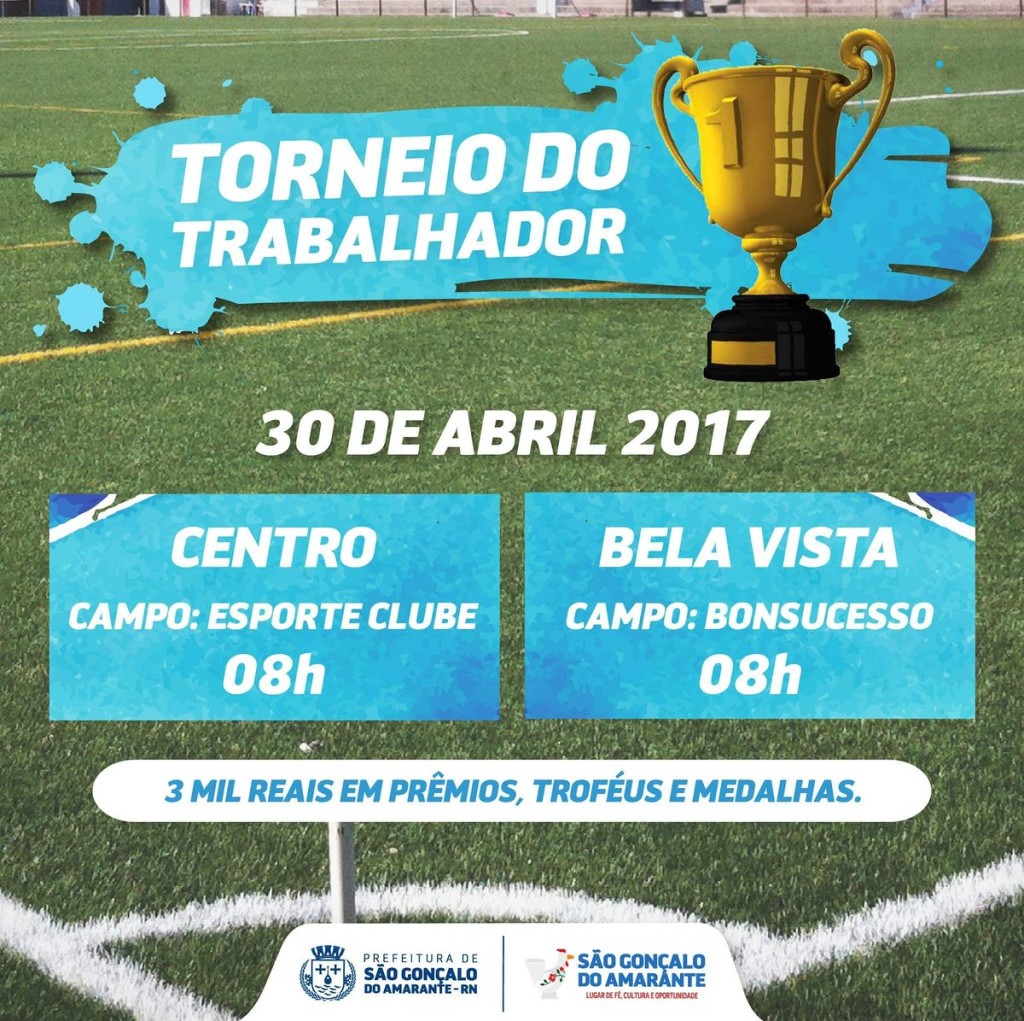 TORNEIO DO
TRABALHADOR
1
30 DE ABRIL 2017
CENTRO
CAMPO: ESPORTE CLUBE
08h
BELA VISTA
CAMPO: BONSUCESSO
08h
3 MIL REAIS EM PRÊMIOS, TROFÉUS E MEDALHAS.
PREFEITURA DE
SÃO GONÇALO
DO AMARANTE-RN
SÃO GONÇALO
DO AMARANTE
LUGAR DE FÉ, CULTURA E OPORTUNIDADE